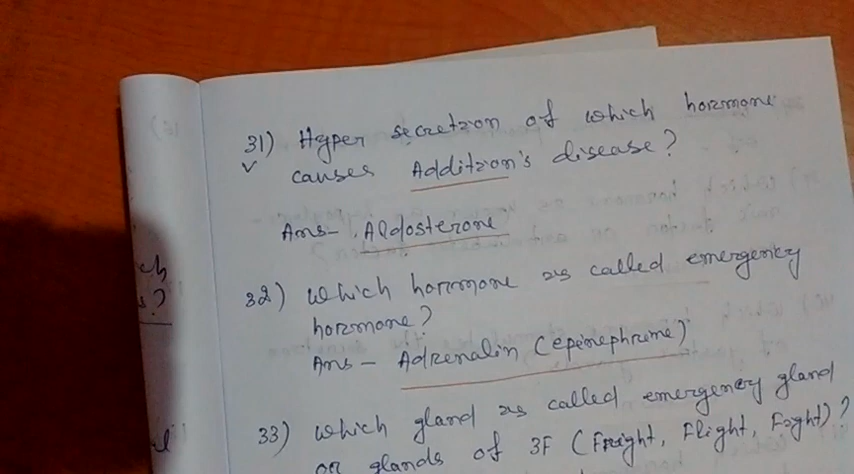 31) Hyper secretion of which hormone
causes Addition's disease?
Ans- Aldosterone
32) Which hormone is called emergency
hormone?
Ans - Adrenalin (epinephrine)
33) which gland is called emergency gland
or glands of 3F (Fright, Flight, Fight)?
ch
s?